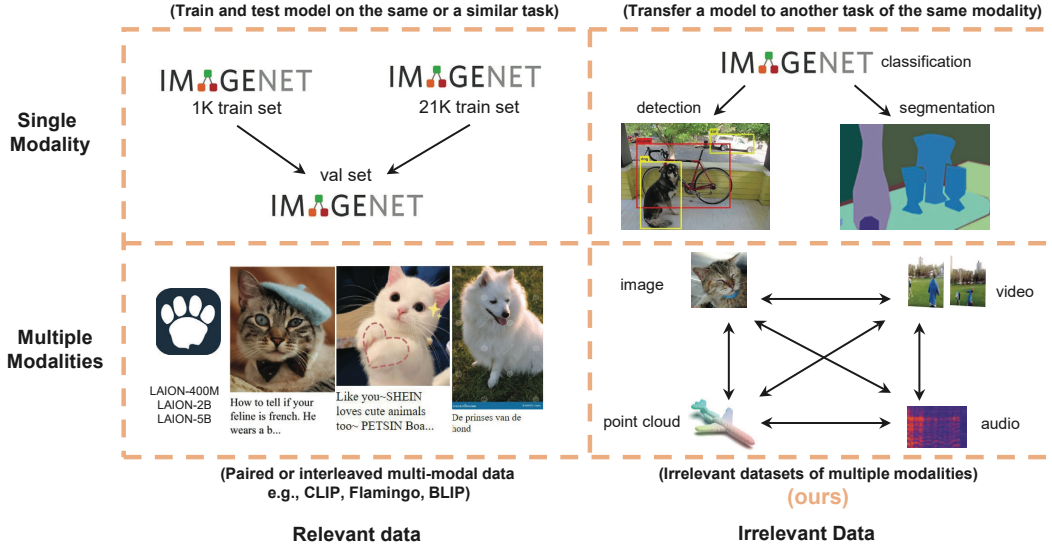 (Train and test model on the same or a similar task)
(Transfer a model to another task of the same modality)
Single
Modality
IMAGENET
1K train set
IMAGENET
21K train set
val set
IMAGENET
IMAGENET
classification
detection
segmentation
dog
Multiple
Modalities
LAION-400M
LAION-2B
LAION-5B
How to tell if your
feline is french. He
wears a b...
Like you~SHEIN
loves cute animals
too~ PETSIN Boa...
De prinses van de
hond
image
video
point cloud
audio
(Paired or interleaved multi-modal data
e.g., CLIP, Flamingo, BLIP)
(Irrelevant datasets of multiple modalities)
(ours)
Relevant data
Irrelevant Data